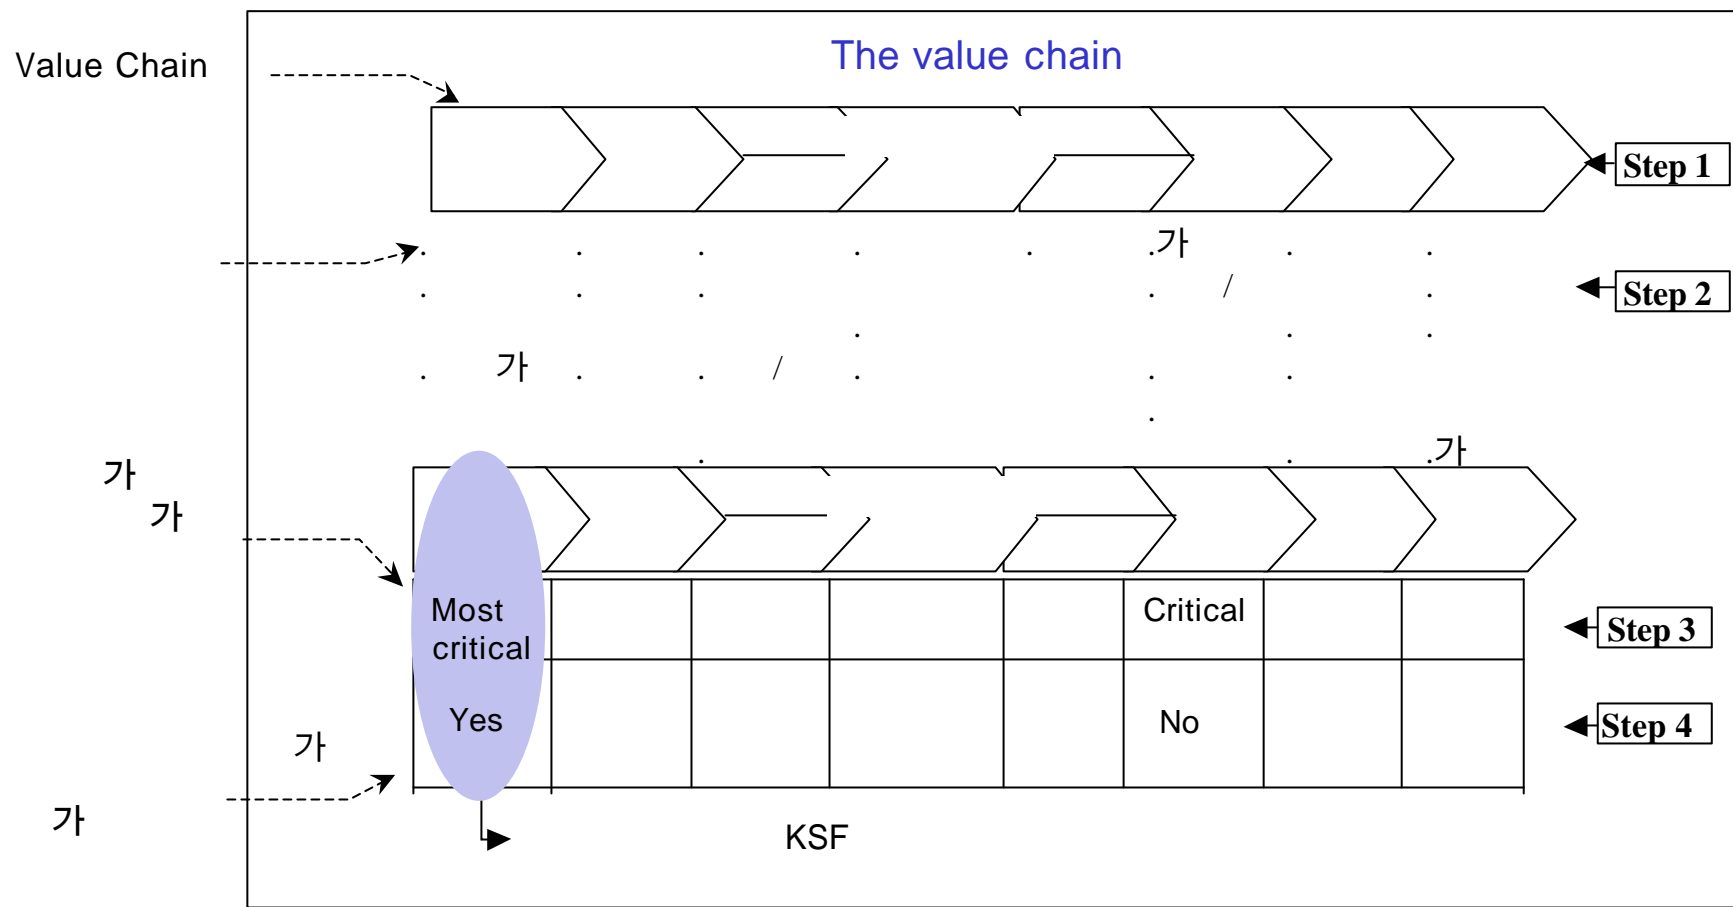 The value chain
Value Chain
Step 1
. . . . . .가 . .
. . . . / .
Step 2
. . .
. 가 . . / . . .
.
. . .가
가
가
Most
critical
Critical
Step 3
Yes
No
Step 4
가
가
KSF